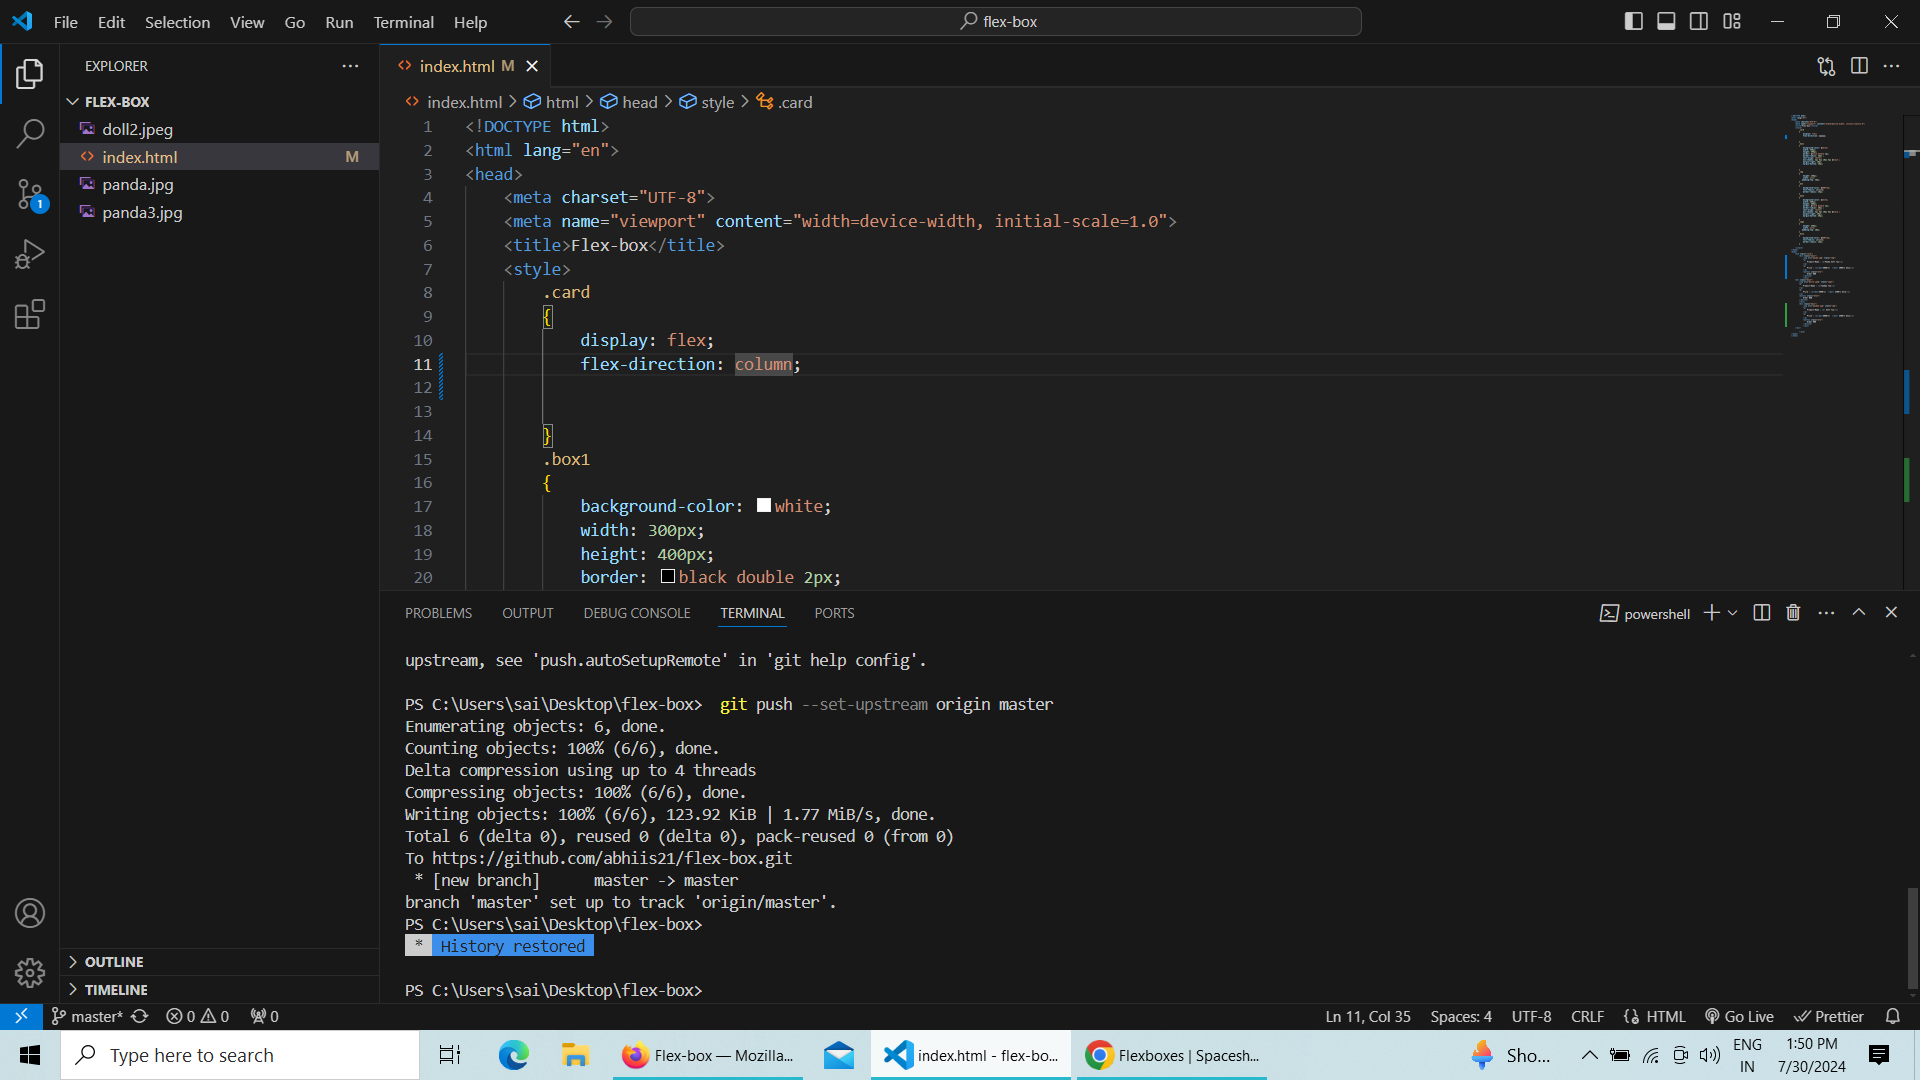 File Edit Selection View Go Run Terminal Help
flex-box
EXPLORER
FLEX-BOX
doll2.jpeg
index.html M
panda.jpg
panda3.jpg
OUTLINE
TIMELINE
1
index.html M
index.html > html > head > style > .card
1 <!DOCTYPE html>
2 <html lang="en">
3 <head>
4 <meta charset="UTF-8">
5 <meta name="viewport" content="width=device-width, initial-scale=1.0">
6 <title>Flex-box</title>
7 <style>
8 .card
9 {
10 display: flex;
11 flex-direction: column;
12
13
14 }
15 .box1
16 {
17 background-color: white;
18 width: 300px;
19 height: 400px;
20 border: black double 2px;
PROBLEMS OUTPUT DEBUG CONSOLE TERMINAL PORTS
powershell
upstream, see 'push.autoSetupRemote' in 'git help config'.
PS C:\Users\sai\Desktop\flex-box> git push --set-upstream origin master
Enumerating objects: 6, done.
Counting objects: 100% (6/6), done.
Delta compression using up to 4 threads
Compressing objects: 100% (6/6), done.
Writing objects: 100% (6/6), 123.92 KiB | 1.77 MiB/s, done.
Total 6 (delta 0), reused 0 (delta 0), pack-reused 0 (from 0)
To https://github.com/abhiis21/flex-box.git
* [new branch] master -> master
branch 'master' set up to track 'origin/master'.
PS C:\Users\sai\Desktop\flex-box>
* History restored
PS C:\Users\sai\Desktop\flex-box>
master* 0 0 0
Ln 11, Col 35 Spaces: 4 UTF-8 CRLF HTML Go Live Prettier
Type here to search
Flex-box — Mozilla...
index.html - flex-bo...
Flexboxes | Spacesh...
Sho...
ENG
IN
1:50 PM
7/30/2024